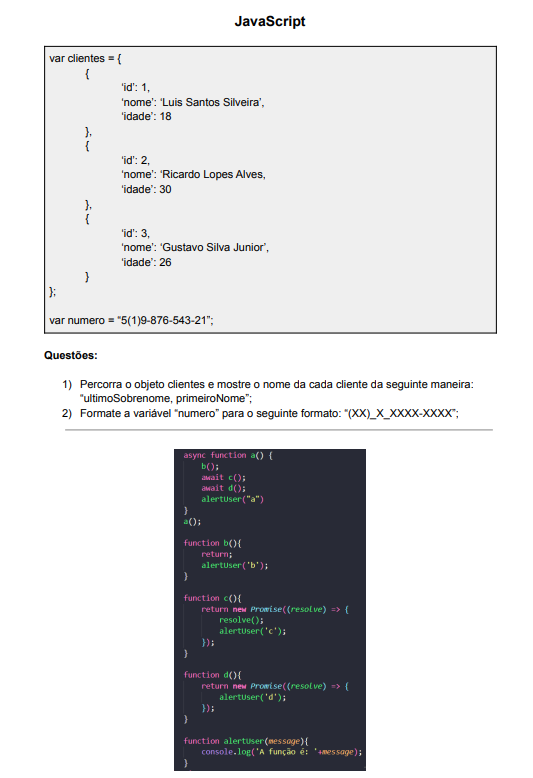 JavaScript
var clientes = {
{
‘id’: 1,
‘nome’: ‘Luis Santos Silveira’,
‘idade’: 18
},
{
‘id’: 2,
‘nome’: ‘Ricardo Lopes Alves,
‘idade’: 30
},
{
‘id’: 3,
‘nome’: ‘Gustavo Silva Junior’,
‘idade’: 26
}
};
var numero = “5(1)9-876-543-21”;
Questões:
1) Percorra o objeto clientes e mostre o nome da cada cliente da seguinte maneira:
“ultimoSobrenome, primeiroNome”;
2) Formate a variável “numero” para o seguinte formato: “(XX)_X_XXXX-XXXX”;
async function a() {
b();
await c();
await d();
alertUser("a")
}
a();
function b(){
return;
alertUser('b');
}
function c(){
return new Promise((resolve) => {
resolve();
alertUser('c');
});
}
function d(){
return new Promise((resolve) => {
alertUser('d');
});
}
function alertUser(message){
console.log('A função é: '+message);
}